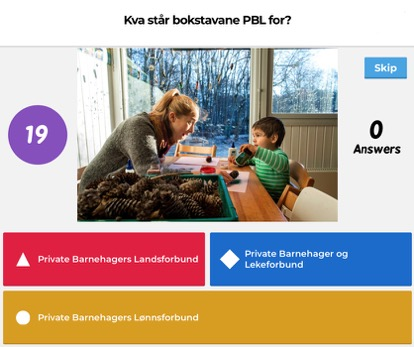 Kva står bokstavane PBL for?
Skip
19
0
Answers
Private Barnehagers Landsforbund
Private Barnehager og
Lekeforbund
Private Barnehagers Lønnsforbund